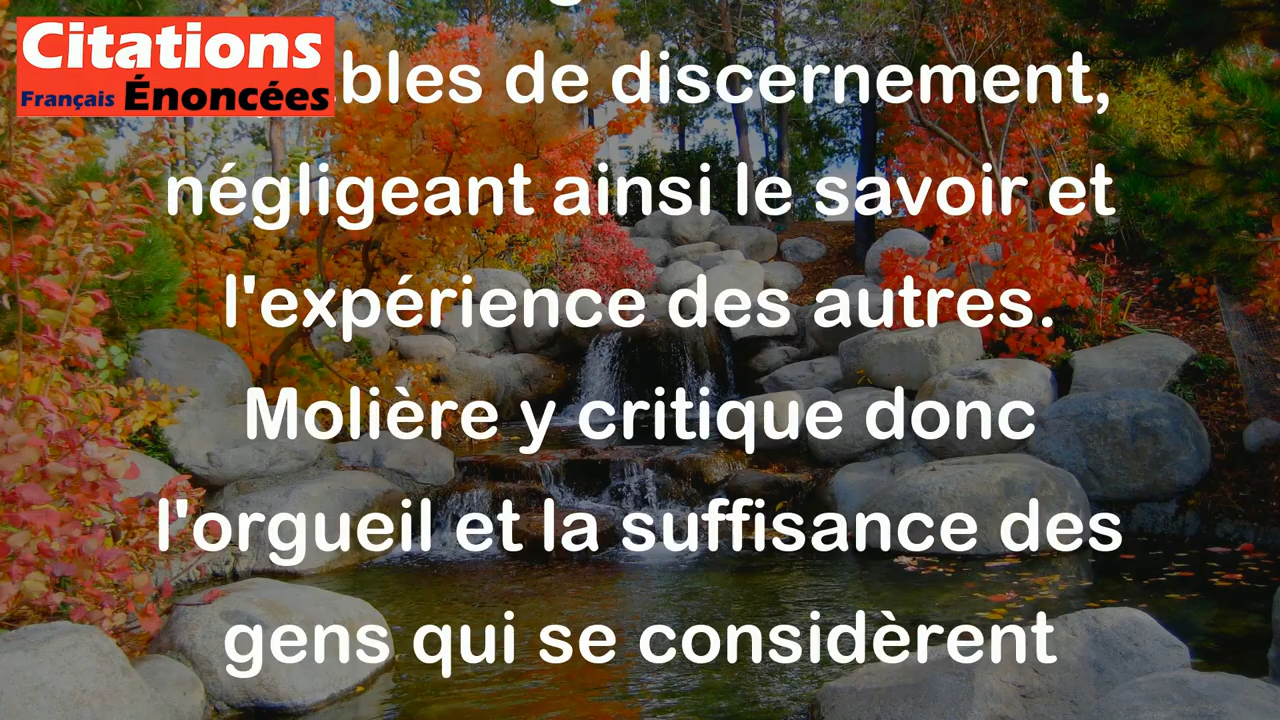 Citations
Français Énoncées
bles de discernement,
négligeant ainsi le savoir et
l'expérience des autres.
Molière y critique donc
l'orgueil et la suffisance des
gens qui se considèrent